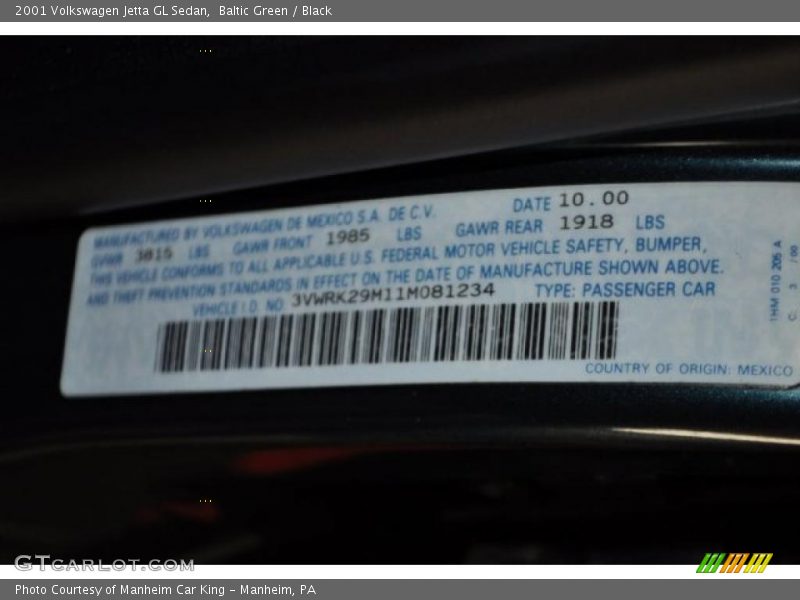 2001 Volkswagen Jetta GL Sedan, Baltic Green / Black
DATE 10.00
MANUFACTURED BY VOLKSWAGEN DE MEXICO S.A. DE C.V.
GVWR 3815 LBS GAWR FRONT 1985 LBS GAWR REAR 1918 LBS
THIS VEHICLE CONFORMS TO ALL APPLICABLE U.S. FEDERAL MOTOR VEHICLE SAFETY, BUMPER,
AND THEFT PREVENTION STANDARDS IN EFFECT ON THE DATE OF MANUFACTURE SHOWN ABOVE.
VEHICLE I.D. NO 3VWRK29M11M081234 TYPE: PASSENGER CAR
COUNTRY OF ORIGIN: MEXICO
1HM 010 205 A
GTCARLOT.COM
Photo Courtesy of Manheim Car King - Manheim, PA